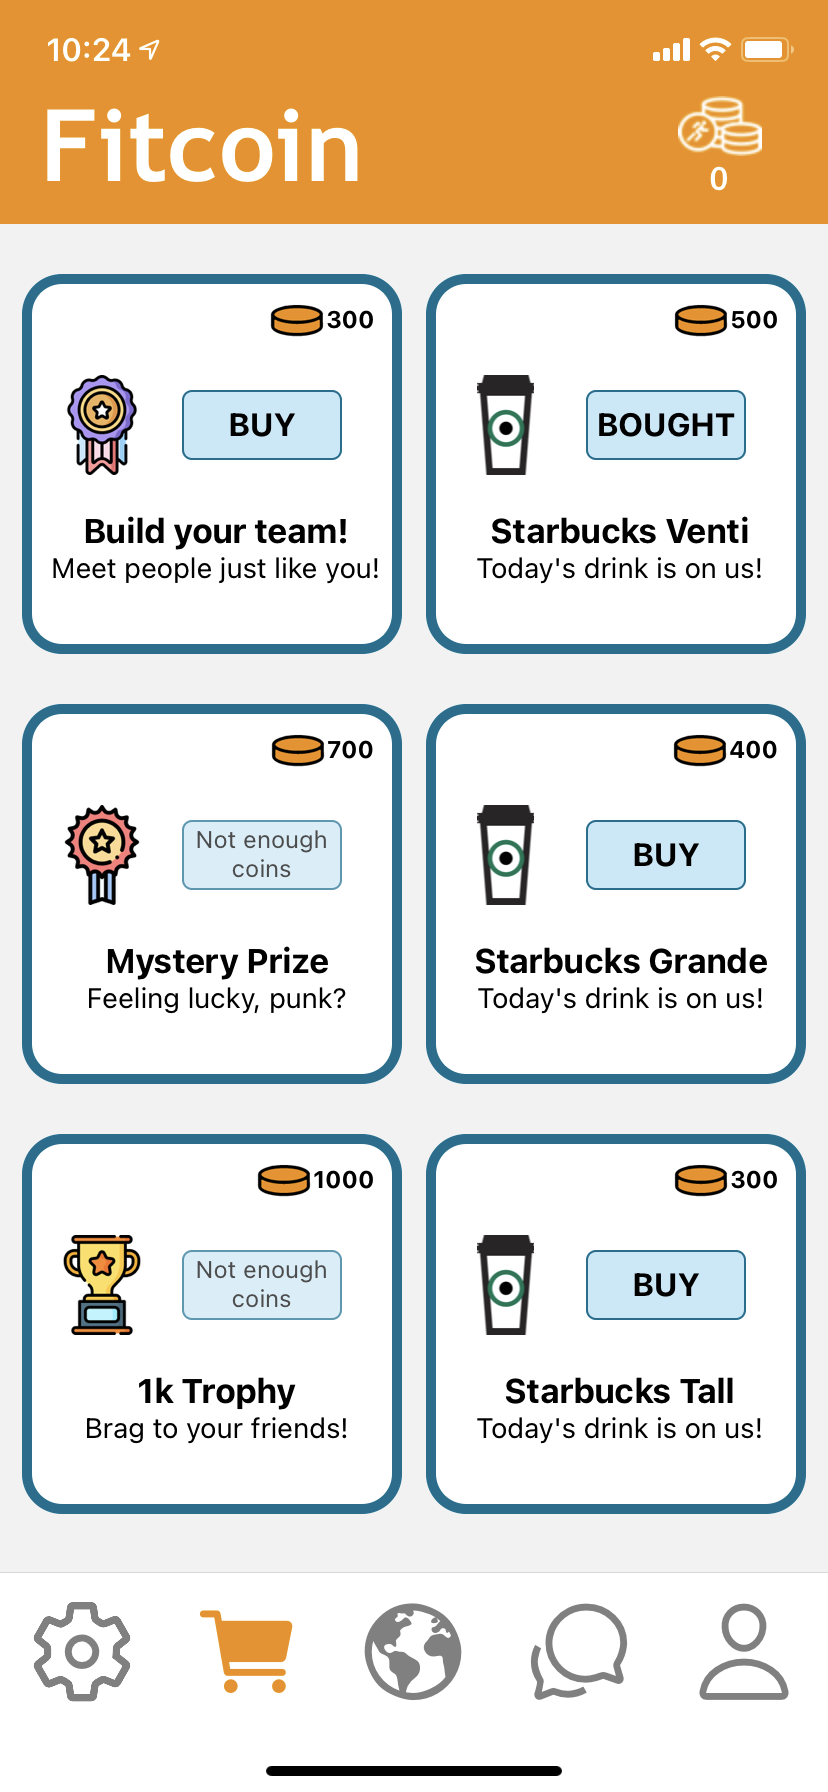 10:24
Fitcoin
0
300
BUY
Build your team!
Meet people just like you!
500
BOUGHT
Starbucks Venti
Today's drink is on us!
700
Not enough
coins
Mystery Prize
Feeling lucky, punk?
400
BUY
Starbucks Grande
Today's drink is on us!
1000
Not enough
coins
1k Trophy
Brag to your friends!
300
BUY
Starbucks Tall
Today's drink is on us!